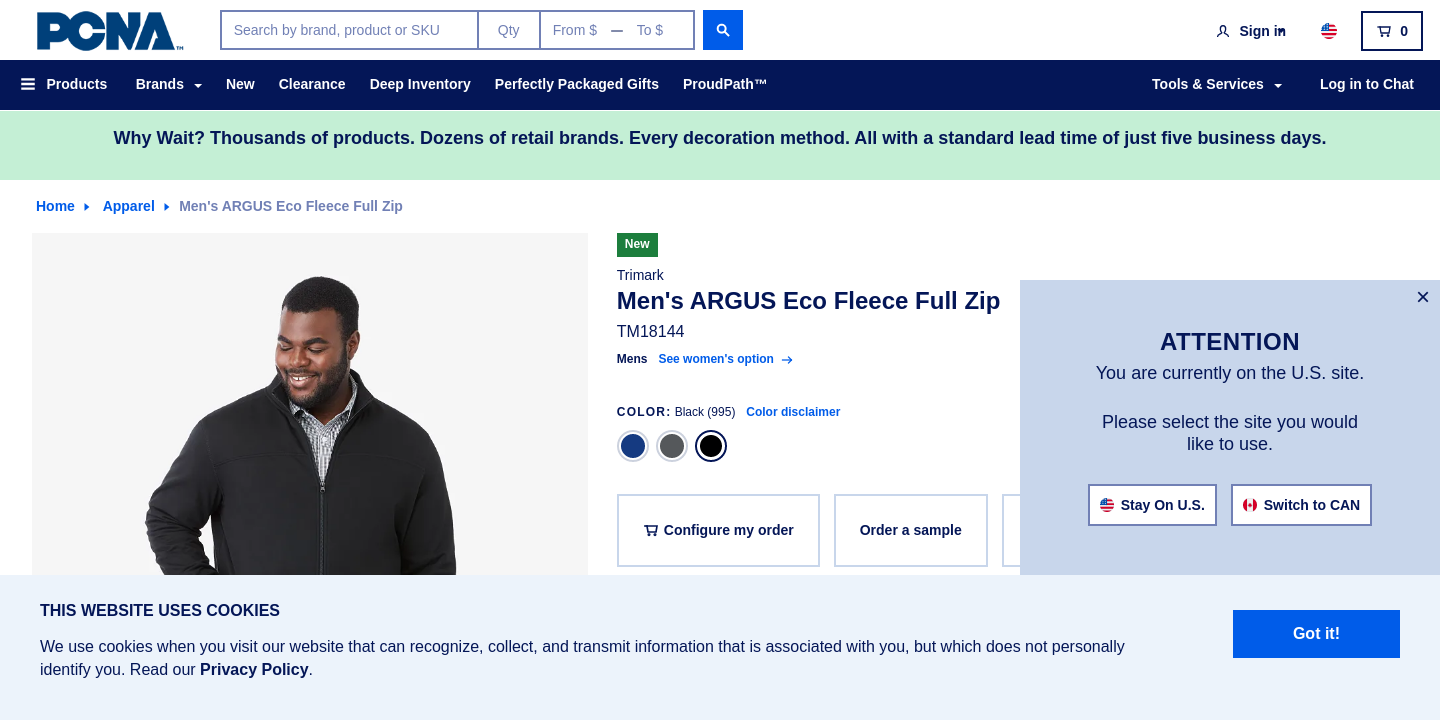 PCNA™
Search by brand, product or SKU
Qty
From $ — To $
Sign in
0
Products
Brands
New
Clearance
Deep Inventory
Perfectly Packaged Gifts
ProudPath™
Tools & Services
Log in to Chat
Why Wait? Thousands of products. Dozens of retail brands. Every decoration method. All with a standard lead time of just five business days.
Home
Apparel
Men's ARGUS Eco Fleece Full Zip
New
Trimark
Men's ARGUS Eco Fleece Full Zip
TM18144
Mens See women's option →
COLOR: Black (995) Color disclaimer
Configure my order
Order a sample
×
ATTENTION
You are currently on the U.S. site.
Please select the site you would
like to use.
Stay On U.S.
Switch to CAN
THIS WEBSITE USES COOKIES
We use cookies when you visit our website that can recognize, collect, and transmit information that is associated with you, but which does not personally
identify you. Read our Privacy Policy.
Got it!